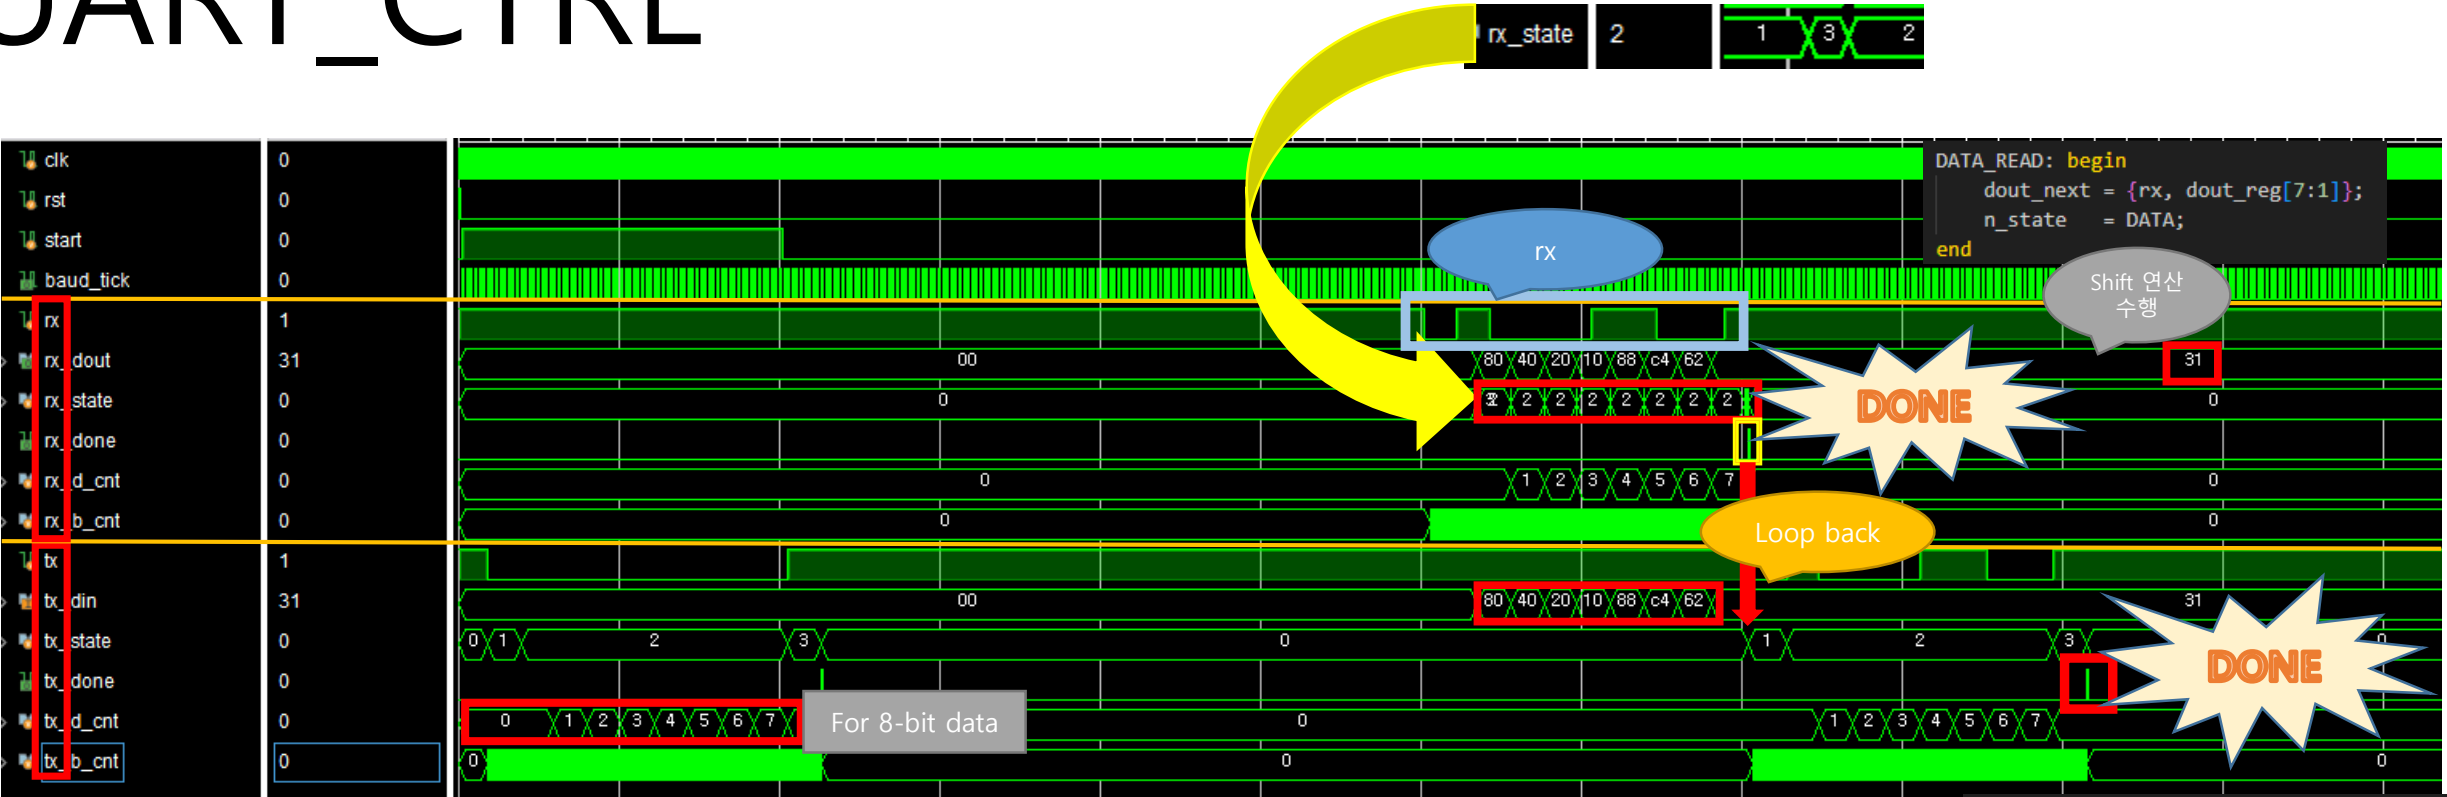 UART_CTRL
rx_state 2 1 3 2
clk 0
rst 0
start 0
baud_tick 0
rx 1
rx_dout 31 00 80 40 20 10 88 c4 62 31
rx_state 0 0 2 2 2 2 2 2 2 0
rx_done 0
rx_d_cnt 0 0 1 2 3 4 5 6 7 0
rx_b_cnt 0 0 0
tx 1
tx_din 31 00 80 40 20 10 88 c4 62 31
tx_state 0 0 1 2 3 0 1 2 3 0
tx_done 0
tx_d_cnt 0 0 1 2 3 4 5 6 7 0 1 2 3 4 5 6 7
tx_b_cnt 0 0 0 0
DATA_READ: begin
dout_next = {rx, dout_reg[7:1]};
n_state = DATA;
end
rx
Shift 연산
수행
DONE
Loop back
DONE
For 8-bit data